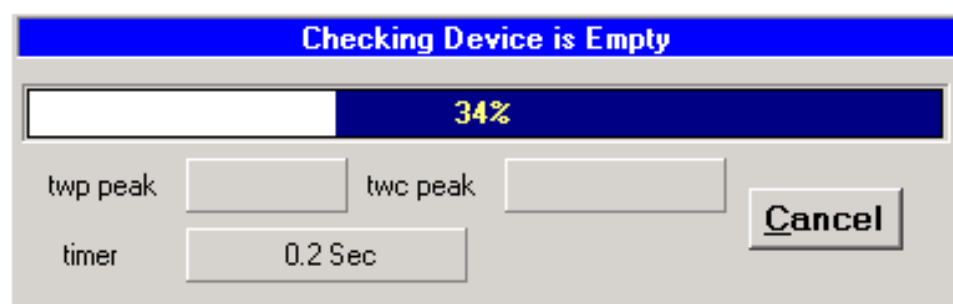 Checking Device is Empty
34%
twp peak twc peak
Cancel
timer 0.2 Sec